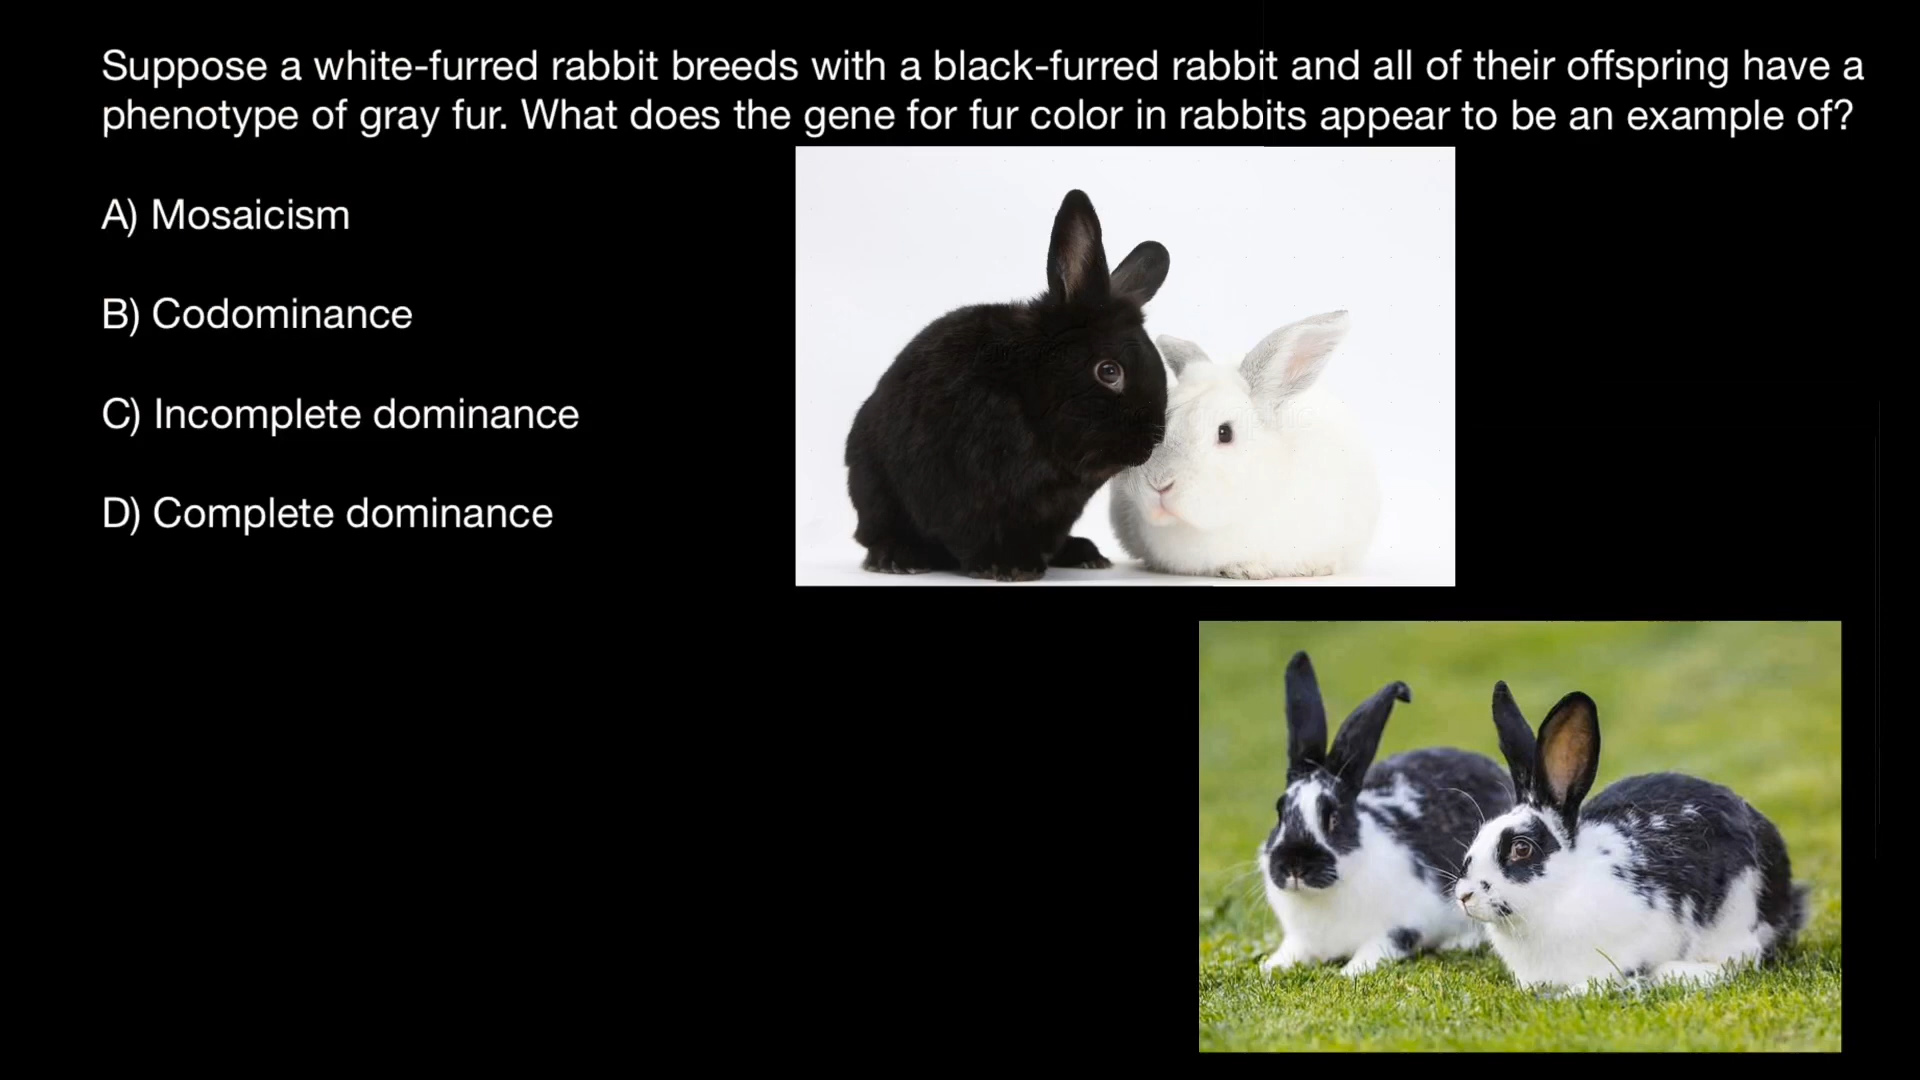 Suppose a white-furred rabbit breeds with a black-furred rabbit and all of their offspring have a
phenotype of gray fur. What does the gene for fur color in rabbits appear to be an example of?
A) Mosaicism
B) Codominance
C) Incomplete dominance
D) Complete dominance